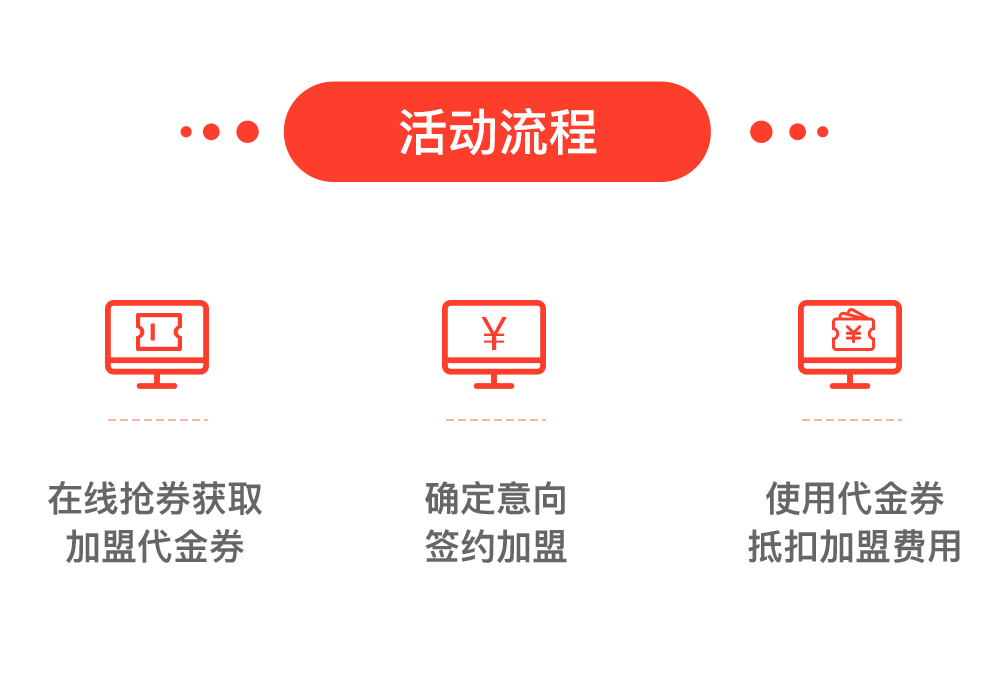 活动流程
¥
¥
在线抢券获取
加盟代金券
确定意向
签约加盟
使用代金券
抵扣加盟费用